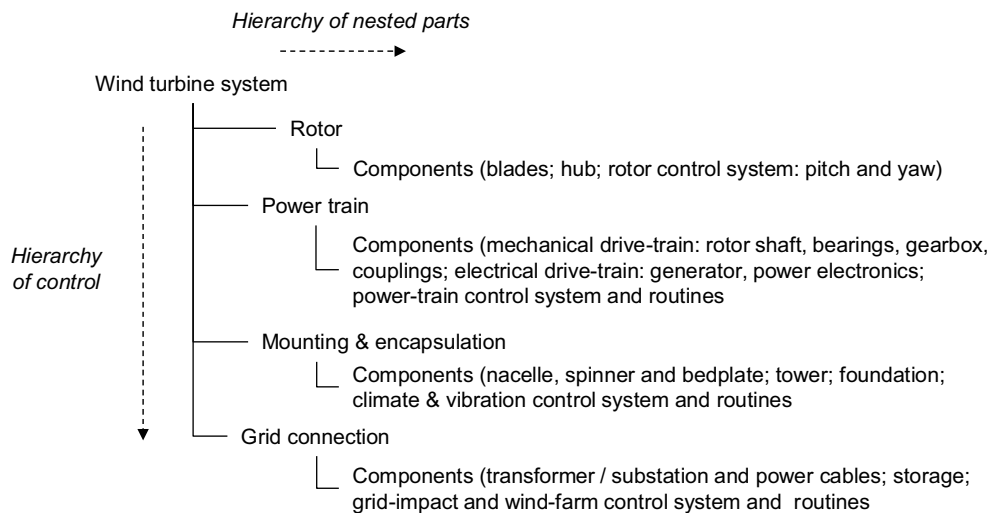 Hierarchy of nested parts
Wind turbine system
Rotor
Components (blades; hub; rotor control system: pitch and yaw)
Power train
Components (mechanical drive-train: rotor shaft, bearings, gearbox,
couplings; electrical drive-train: generator, power electronics;
power-train control system and routines
Hierarchy
of control
Mounting & encapsulation
Components (nacelle, spinner and bedplate; tower; foundation;
climate & vibration control system and routines
Grid connection
Components (transformer / substation and power cables; storage;
grid-impact and wind-farm control system and  routines